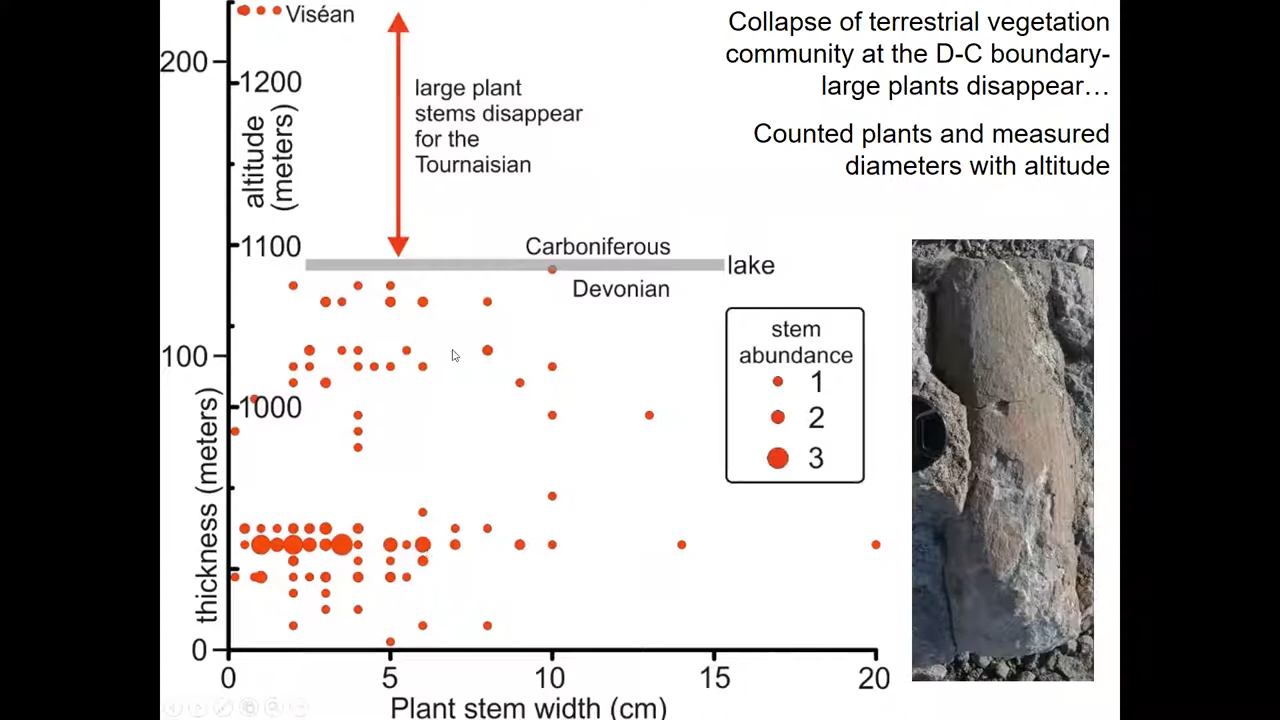 Collapse of terrestrial vegetation
community at the D-C boundary-
large plants disappear…
Counted plants and measured
diameters with altitude
Viséan
200
1200
altitude
(meters)
large plant
stems disappear
for the
Tournaisian
1100
Carboniferous
lake
Devonian
stem
abundance
1
2
3
100
1000
thickness (meters)
0
0
5
10
15
20
Plant stem width (cm)